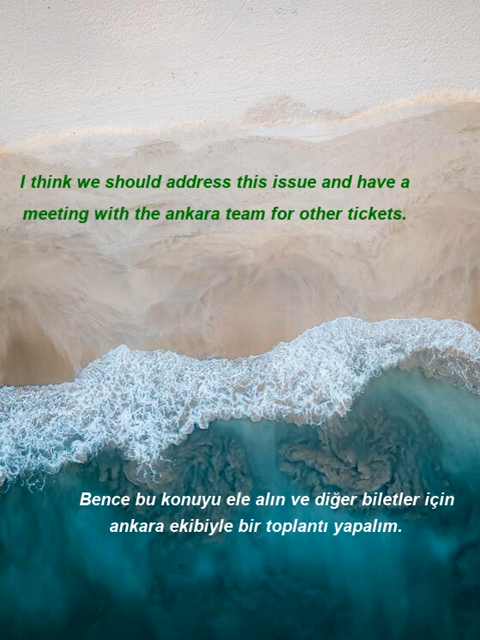 I think we should address this issue and have a
meeting with the ankara team for other tickets.
Bence bu konuyu ele alın ve diğer biletler için
ankara ekibiyle bir toplantı yapalım.